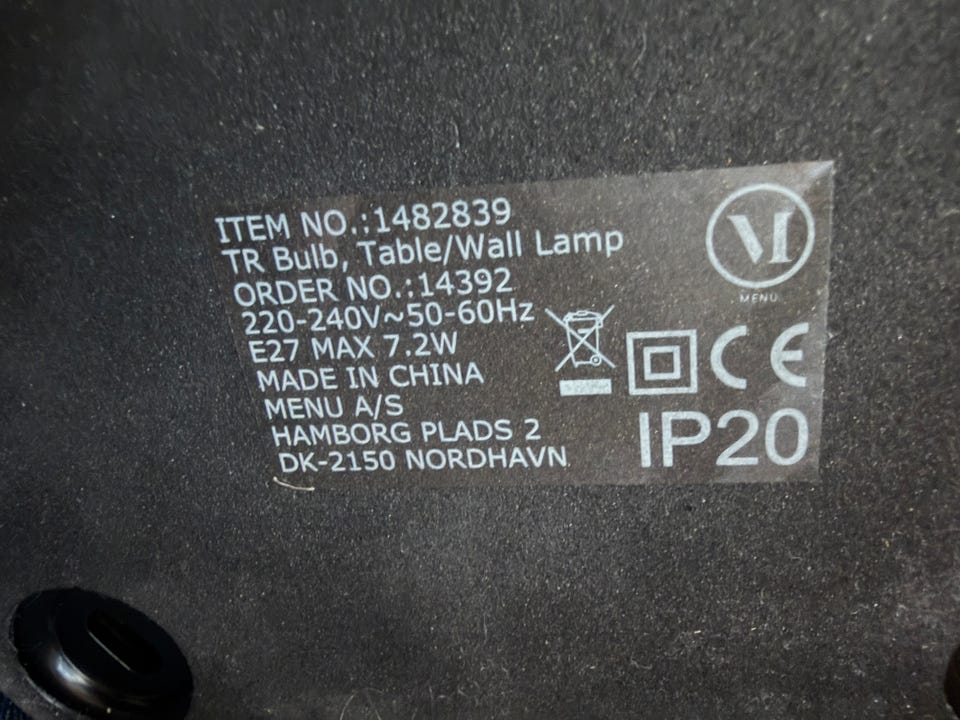 ITEM NO.:1482839
TR Bulb, Table/Wall Lamp
ORDER NO.:14392
220-240V~50-60Hz
E27 MAX 7.2W
MADE IN CHINA
MENU A/S
HAMBORG PLADS 2
DK-2150 NORDHAVN
M
MENU
CE
IP20